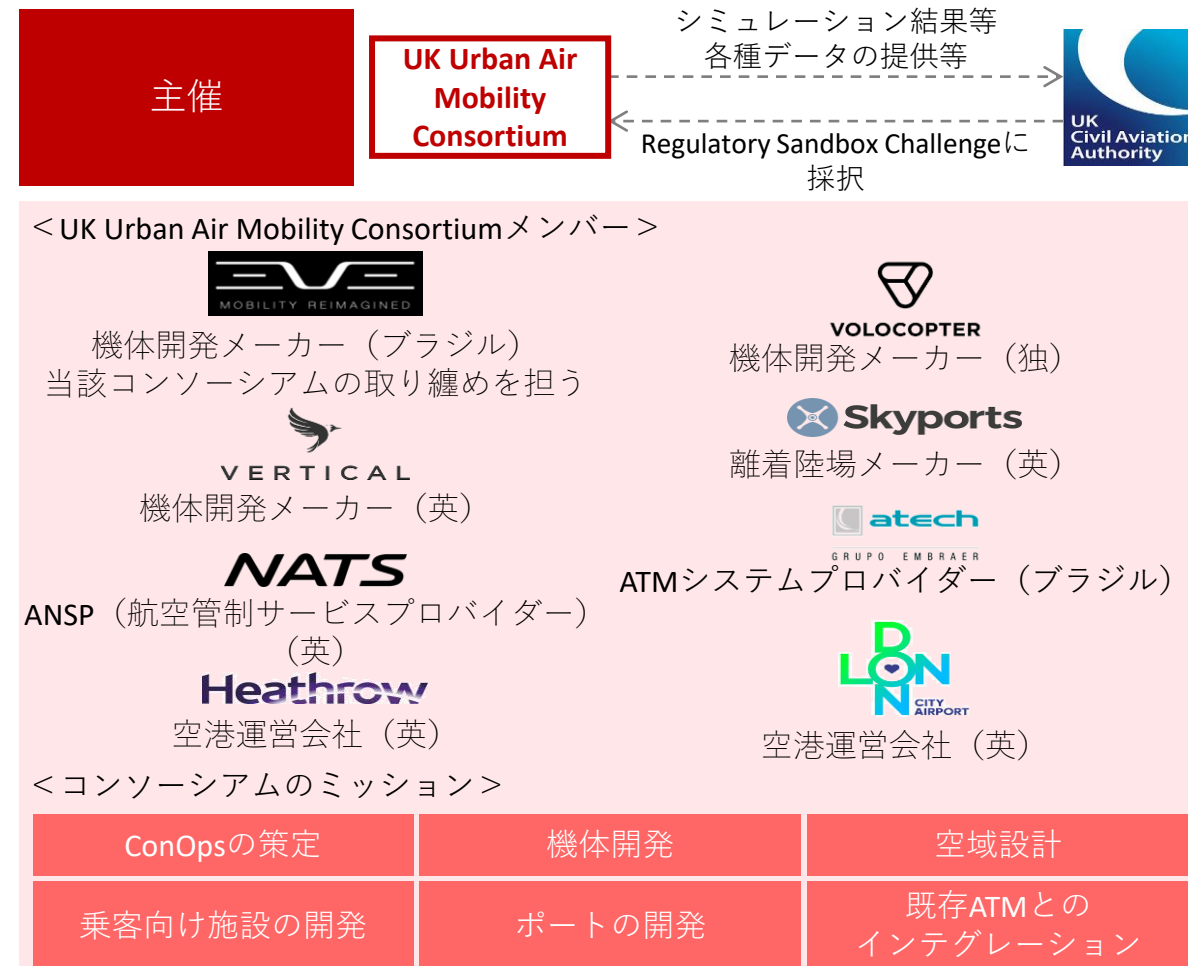 主催
UK Urban Air
Mobility
Consortium
シミュレーション結果等
各種データの提供等
Regulatory Sandbox Challengeに
採択
UK
Civil Aviation
Authority
＜UK Urban Air Mobility Consortiumメンバー＞
EVE
MOBILITY REIMAGINED
機体開発メーカー（ブラジル）
当該コンソーシアムの取り纏めを担う
VOLOCOPTER
機体開発メーカー（独）
VERTICAL
機体開発メーカー（英）
Skyports
離着陸場メーカー（英）
NATS
ANSP（航空管制サービスプロバイダー）
（英）
atech
GRUPO EMBRAER
ATMシステムプロバイダー（ブラジル）
Heathrow
空港運営会社（英）
LONDON
CITY
AIRPORT
空港運営会社（英）
＜コンソーシアムのミッション＞
ConOpsの策定
機体開発
空域設計
乗客向け施設の開発
ポートの開発
既存ATMとの
インテグレーション